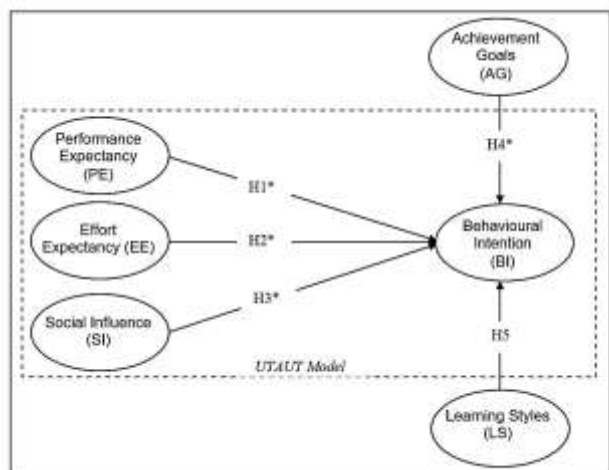 Achievement
Goals
(AG)
Performance
Expectancy
(PE)
H4*
H1*
Effort
Expectancy (EE)
H2*
Behavioural
Intention
(BI)
H3*
Social Influence
(SI)
H5
UTAUT Model
Learning Styles
(LS)